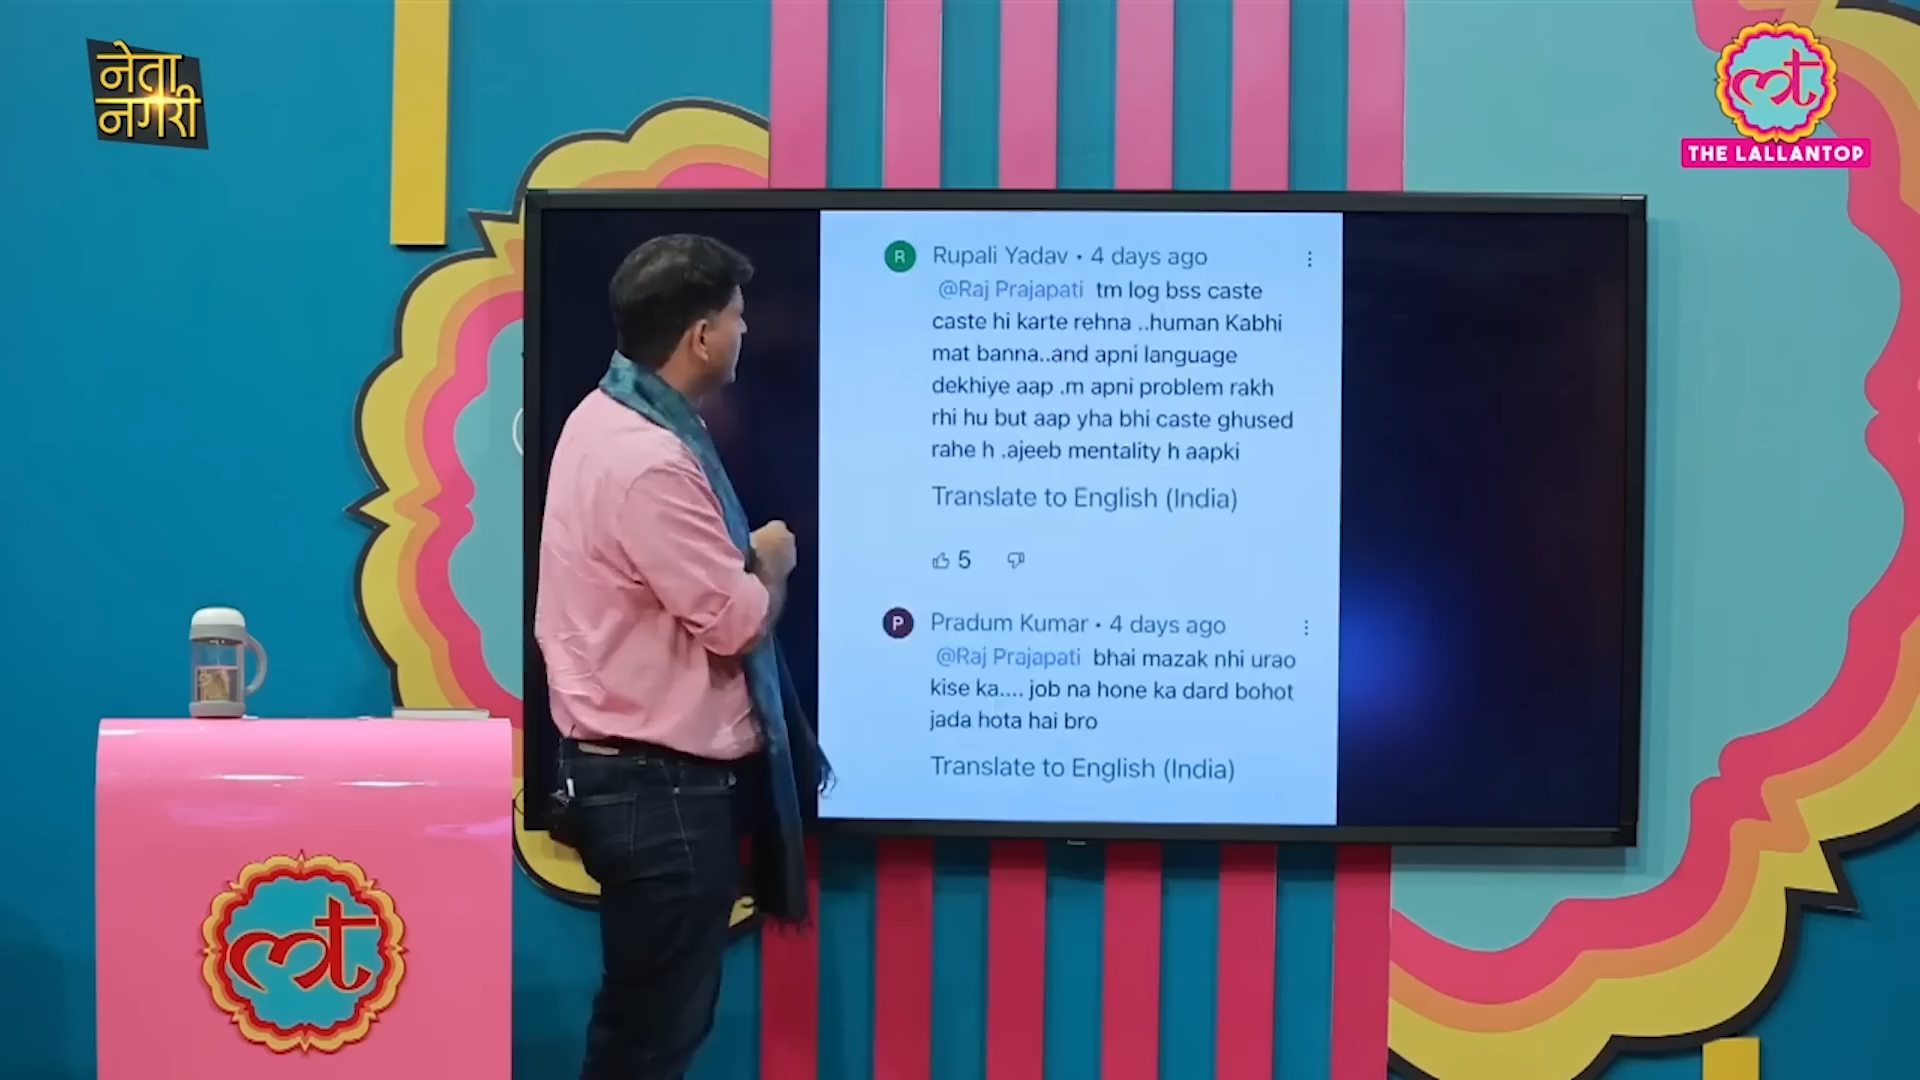 नेता
नगरी
mt
THE LALLANTOP
R
Rupali Yadav • 4 days ago
@Raj Prajapati tm log bss caste
caste hi karte rehna ..human Kabhi
mat banna..and apni language
dekhiye aap .m apni problem rakh
rhi hu but aap yha bhi caste ghused
rahe h .ajeeb mentality h aapki
Translate to English (India)
5
P
Pradum Kumar • 4 days ago
@Raj Prajapati bhai mazak nhi urao
kise ka.... job na hone ka dard bohot
jada hota hai bro
Translate to English (India)
mt